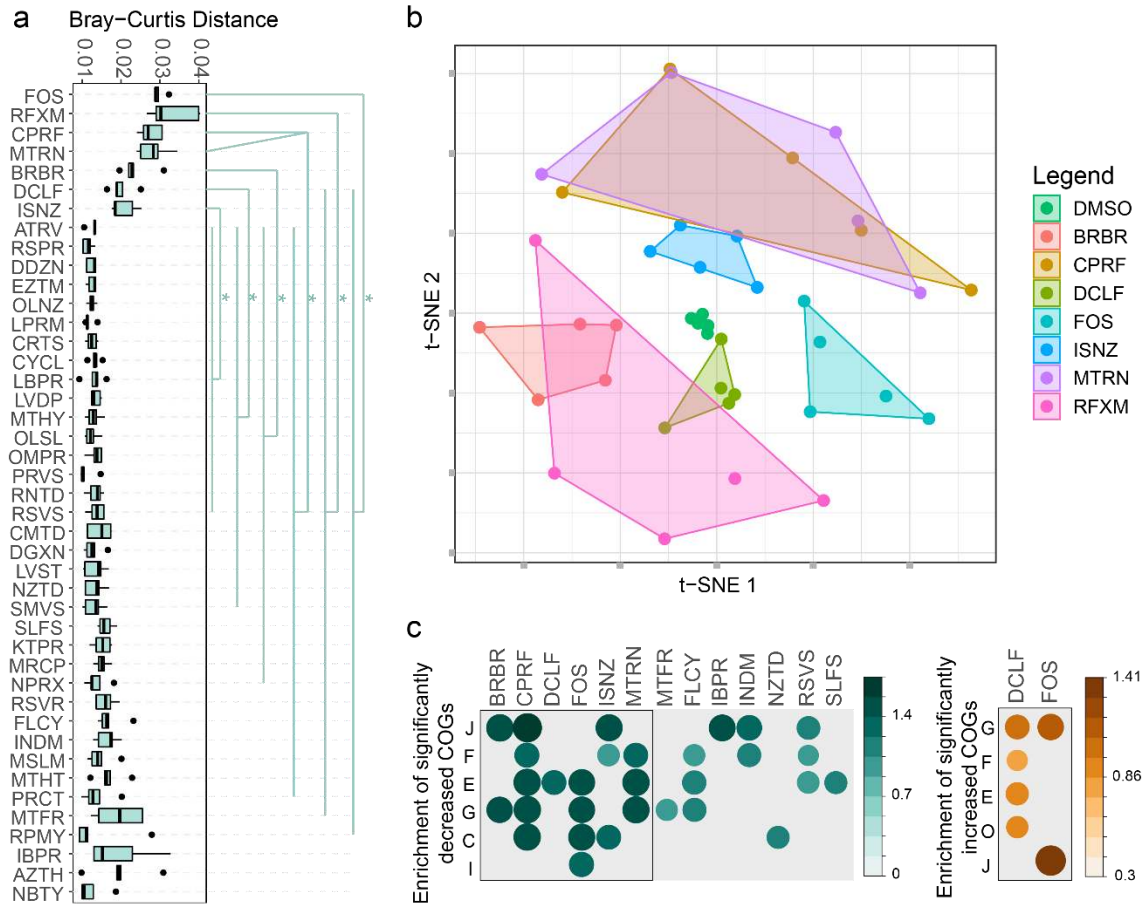 a
Bray−Curtis Distance
0.01
0.02
0.03
0.04
FOS
RFXM
CPRF
MTRN
BRBR
DCLF
ISNZ
ATRV
RSPR
DDZN
EZTM
OLNZ
LPRM
CRTS
CYCL
LBPR
LVDP
MTHY
OLSL
OMPR
PRVS
RNTD
RSVS
CMTD
DGXN
LVST
NZTD
SMVS
SLFS
KTPR
MRCP
NPRX
RSVR
FLCY
INDM
MSLM
MTHT
PRCT
MTFR
RPMY
IBPR
AZTH
NBTY
* * * * * *
b
t−SNE 2
t−SNE 1
Legend
DMSO
BRBR
CPRF
DCLF
FOS
ISNZ
MTRN
RFXM
c
Enrichment of significantly
decreased COGs
BRBR
CPRF
DCLF
FOS
ISNZ
MTRN
MTFR
FLCY
IBPR
INDM
NZTD
RSVS
SLFS
J
F
E
G
C
I
1.4
0.7
0
Enrichment of significantly
increased COGs
DCLF
FOS
G
F
E
O
J
1.41
0.86
0.3